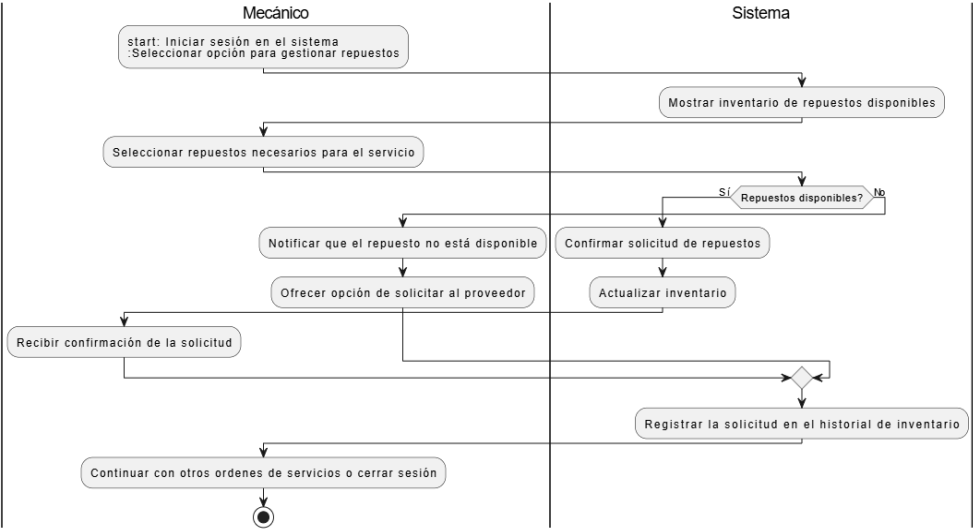 Mecánico
Sistema
start: Iniciar sesión en el sistema
:Seleccionar opción para gestionar repuestos
Mostrar inventario de repuestos disponibles
Seleccionar repuestos necesarios para el servicio
Sí
Repuestos disponibles?
No
Notificar que el repuesto no está disponible
Confirmar solicitud de repuestos
Ofrecer opción de solicitar al proveedor
Actualizar inventario
Recibir confirmación de la solicitud
Registrar la solicitud en el historial de inventario
Continuar con otros ordenes de servicios o cerrar sesión